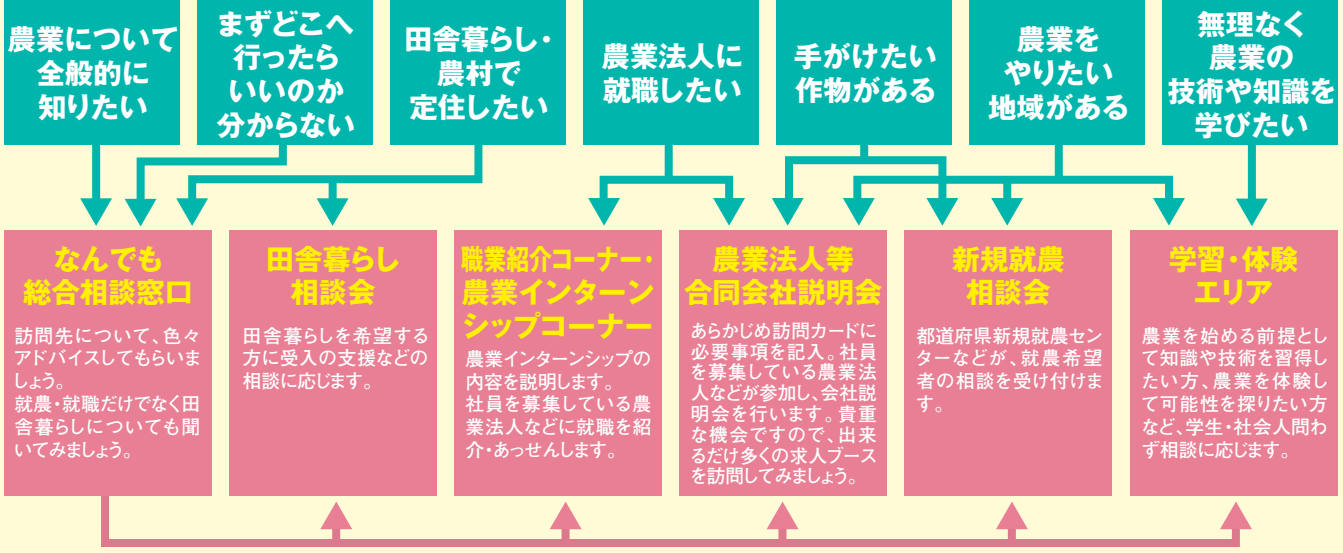 農業について
全般的に
知りたい
まずどこへ
行ったら
いいのか
分からない
田舎暮らし・
農村で
定住したい
農業法人に
就職したい
手がけたい
作物がある
農業を
やりたい
地域がある
無理なく
農業の
技術や知識を
学びたい
なんでも
総合相談窓口
訪問先について、色々
アドバイスしてもらいま
しょう。
就農・就職だけでなく田
舎暮らしについても聞
いてみましょう。
田舎暮らし
相談会
田舎暮らしを希望する
方に受入の支援などの
相談に応じます。
職業紹介コーナー・
農業インターン
シップコーナー
農業インターンシップの
内容を説明します。
社員を募集している農
業法人などに就職を紹
介・あっせんします。
農業法人等
合同会社説明会
あらかじめ訪問カードに
必要事項を記入。社員
を募集している農業法
人などが参加し、会社説
明会を行います。貴重
な機会ですので、出来
るだけ多くの求人ブース
を訪問してみましょう。
新規就農
相談会
都道府県新規就農セン
ターなどが、就農希望
者の相談を受け付けま
す。
学習・体験
エリア
農業を始める前提とし
て知識や技術を習得し
たい方、農業を体験し
て可能性を探りたい方
など、学生・社会人問わ
ず相談に応じます。